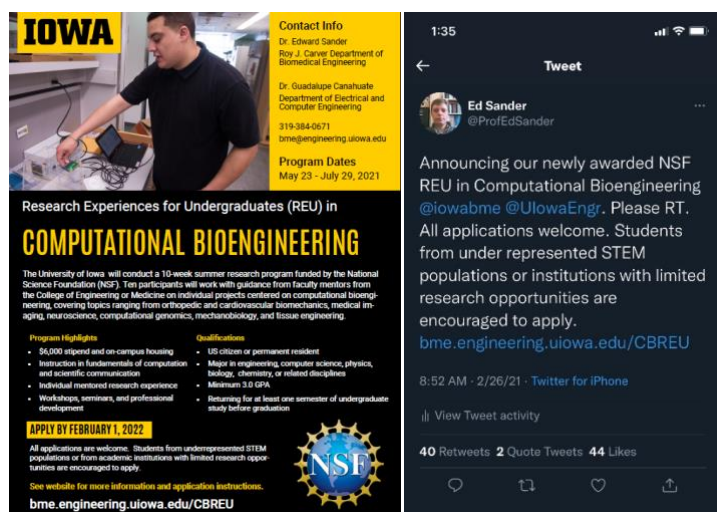 IOWA
Contact Info
Dr. Edward Sander
Roy J. Carver Department of
Biomedical Engineering
Dr. Guadalupe Canahuate
Department of Electrical and
Computer Engineering
319-384-0671
bme@engineering.uiowa.edu
Program Dates
May 23 - July 29, 2021
Research Experiences for Undergraduates (REU) in
COMPUTATIONAL BIOENGINEERING
The University of Iowa will conduct a 10-week summer research program funded by the National
Science Foundation (NSF). Ten participants will work with guidance from faculty mentors from
the College of Engineering or Medicine on individual projects centered on computational bioengi-
neering, covering topics ranging from orthopedic and cardiovascular biomechanics, medical im-
aging, neuroscience, computational genomics, mechanobiology, and tissue engineering.
Program Highlights
• $6,000 stipend and on-campus housing
• Instruction in fundamentals of computation
and scientific communication
• Individual mentored research experience
• Workshops, seminars, and professional
development
Qualifications
• US citizen or permanent resident
• Major in engineering, computer science, physics,
biology, chemistry, or related disciplines
• Minimum 3.0 GPA
• Returning for at least one semester of undergraduate
study before graduation
APPLY BY FEBRUARY 1, 2022
All applications are welcome. Students from underrepresented STEM
populations or from academic institutions with limited research oppor-
tunities are encouraged to apply.
See website for more information and application instructions.
bme.engineering.uiowa.edu/CBREU
NSF
1:35
Tweet
Ed Sander
@ProfEdSander
Announcing our newly awarded NSF
REU in Computational Bioengineering
@iowabme @UIowaEngr. Please RT.
All applications welcome. Students
from under represented STEM
populations or institutions with limited
research opportunities are
encouraged to apply.
bme.engineering.uiowa.edu/CBREU
8:52 AM · 2/26/21 · Twitter for iPhone
View Tweet activity
40 Retweets 2 Quote Tweets 44 Likes